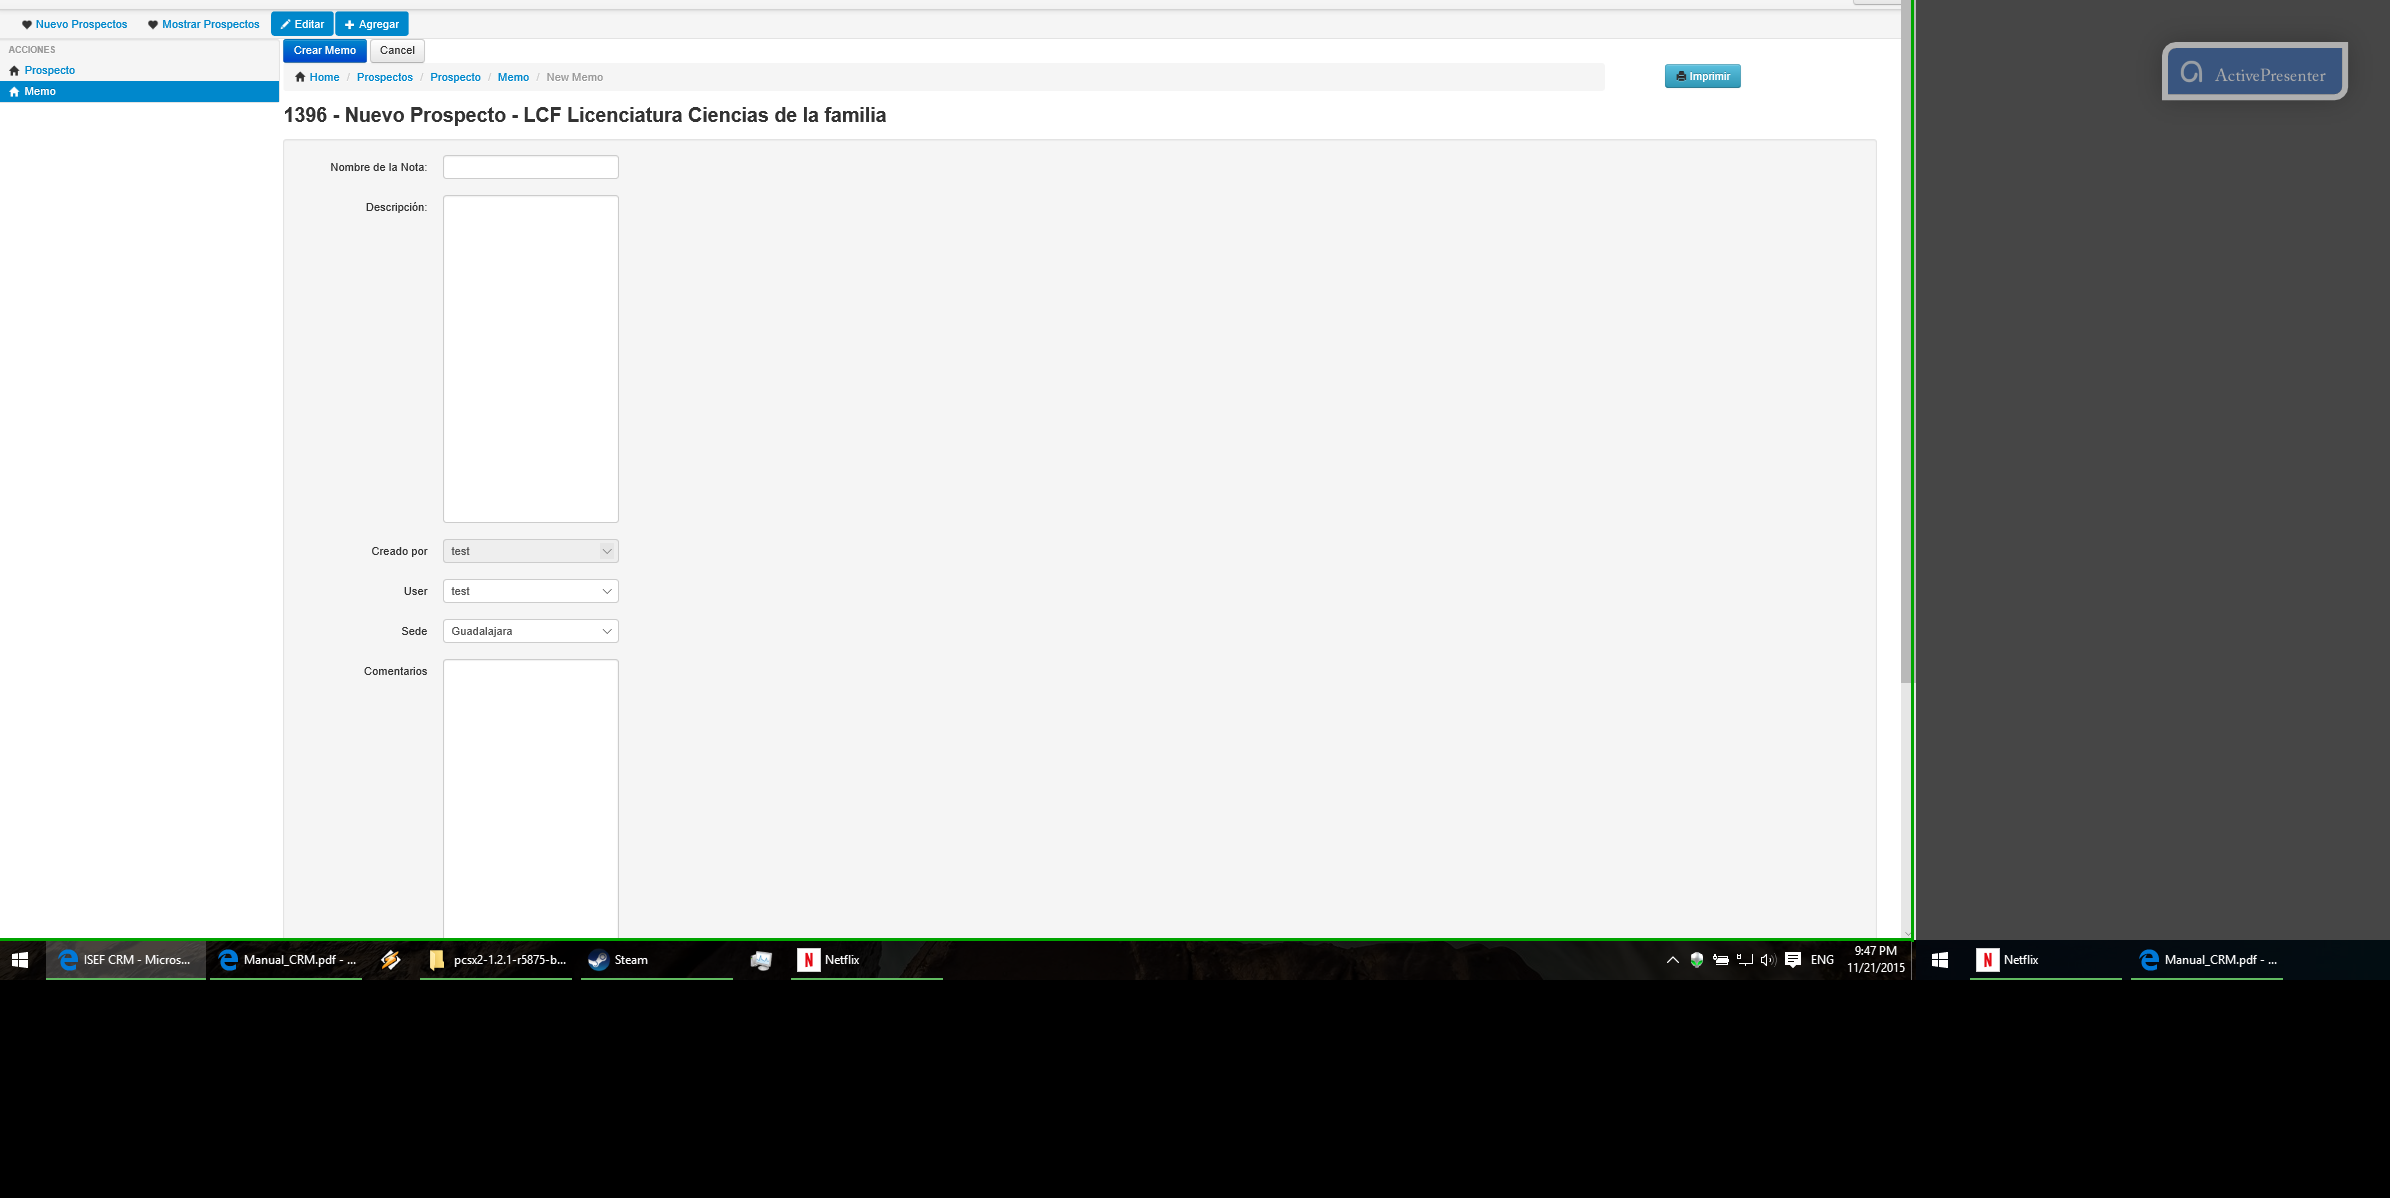 Nuevo Prospectos Mostrar Prospectos Editar Agregar
ACCIONES
Prospecto
Memo
Crear Memo Cancel
Home / Prospectos / Prospecto / Memo / New Memo
Imprimir
ActivePresenter
1396 - Nuevo Prospecto - LCF Licenciatura Ciencias de la familia
Nombre de la Nota:
Descripción:
Creado por test
User test
Sede Guadalajara
Comentarios
ISEF CRM - Micros... Manual_CRM.pdf - ... pcsx2-1.2.1-r5875-b... Steam Netflix ENG 9:47 PM
11/21/2015
Netflix Manual_CRM.pdf - ...